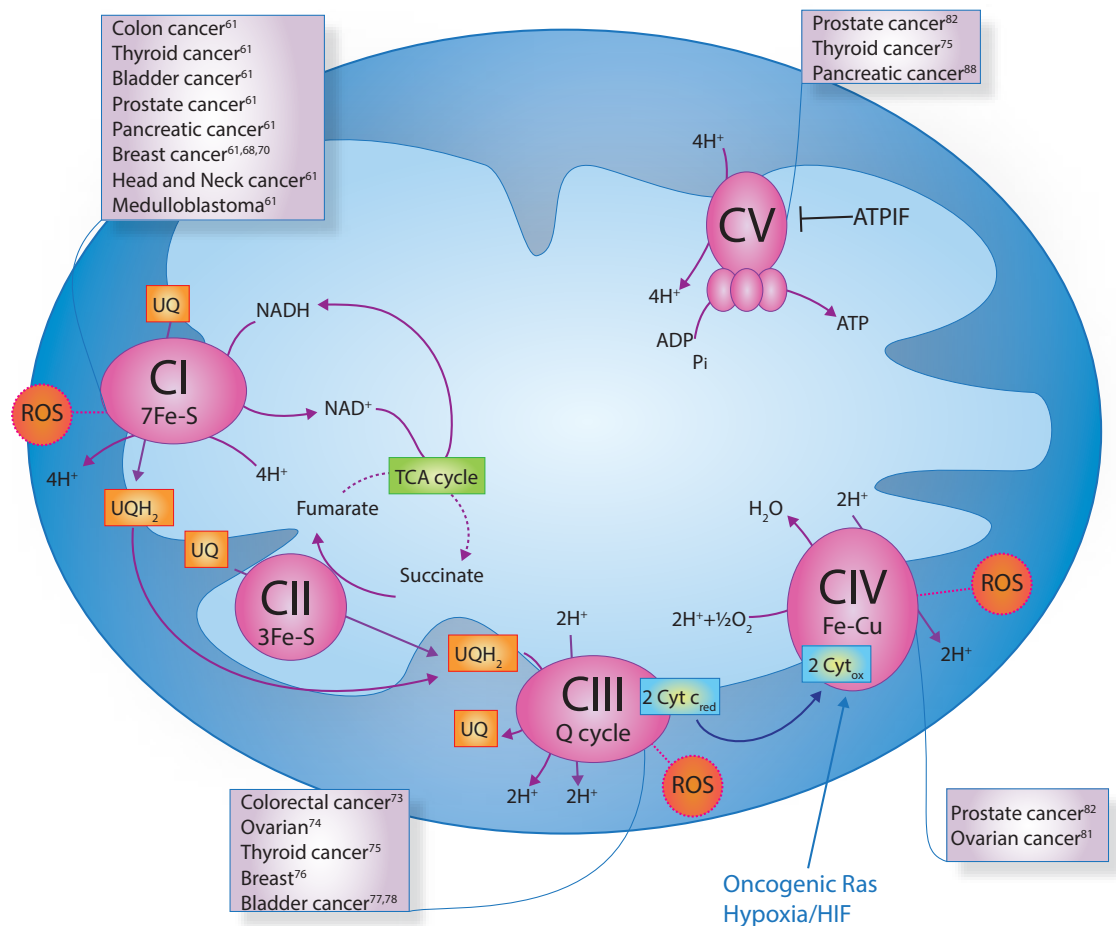 Colon cancer⁶¹
Thyroid cancer⁶¹
Bladder cancer⁶¹
Prostate cancer⁶¹
Pancreatic cancer⁶¹
Breast cancer⁶¹,⁶⁸,⁷⁰
Head and Neck cancer⁶¹
Medulloblastoma⁶¹
Prostate cancer⁸²
Thyroid cancer⁷⁵
Pancreatic cancer⁸⁸
4H⁺
CV
ATPIF
4H⁺
ATP
ADP
Pi
UQ
NADH
CI
7Fe-S
ROS
NAD⁺
4H⁺
4H⁺
TCA cycle
UQH₂
Fumarate
UQ
Succinate
CII
3Fe-S
H₂O
2H⁺
CIV
Fe-Cu
ROS
2H⁺+½O₂
2H⁺
2 Cyt ox
2H⁺
UQH₂
CIII
Q cycle
2 Cyt c red
UQ
ROS
2H⁺
2H⁺
Colorectal cancer⁷³
Ovarian⁷⁴
Thyroid cancer⁷⁵
Breast⁷⁶
Bladder cancer⁷⁷,⁷⁸
Prostate cancer⁸²
Ovarian cancer⁸¹
Oncogenic Ras
Hypoxia/HIF